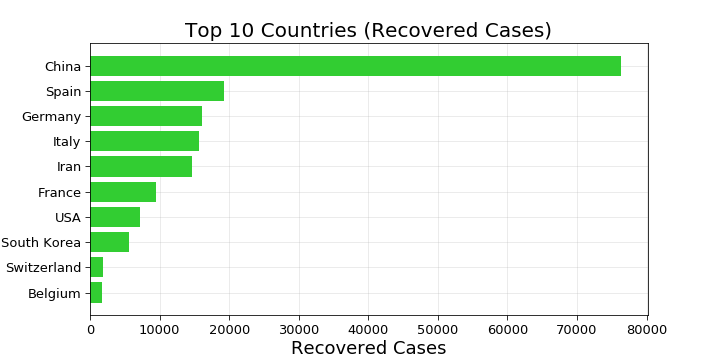 Top 10 Countries (Recovered Cases)
China
Spain
Germany
Italy
Iran
France
USA
South Korea
Switzerland
Belgium
0 10000 20000 30000 40000 50000 60000 70000 80000
Recovered Cases